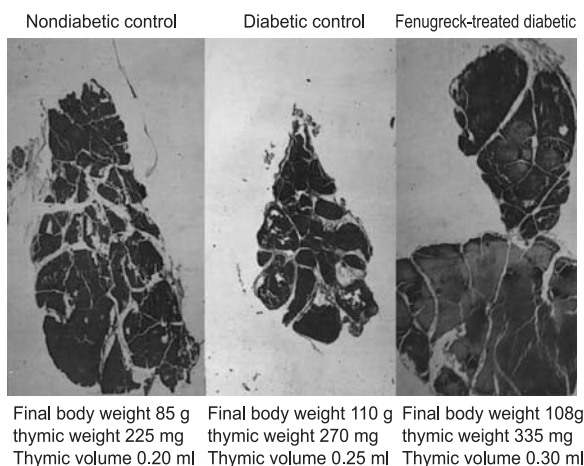 Nondiabetic control
Diabetic control
Fenugreck-treated diabetic
Final body weight 85 g
thymic weight 225 mg
Thymic volume 0.20 ml
Final body weight 110 g
thymic weight 270 mg
Thymic volume 0.25 ml
Final body weight 108g
thymic weight 335 mg
Thymic volume 0.30 ml